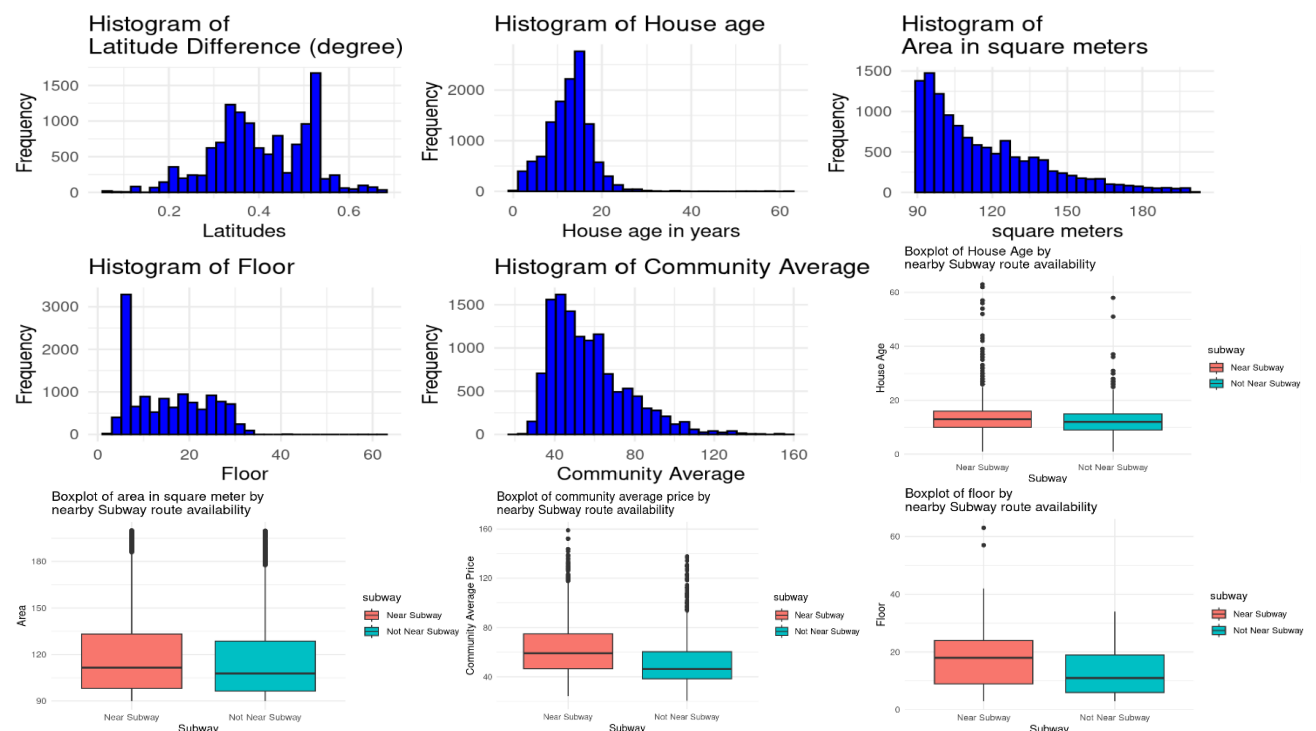 Histogram of
Latitude Difference (degree)
Frequency
1500
1000
500
0
0.2 0.4 0.6
Latitudes
Histogram of House age
Frequency
2000
1000
0
0 20 40 60
House age in years
Histogram of
Area in square meters
Frequency
1500
1000
500
0
90 120 150 180
square meters
Histogram of Floor
Frequency
3000
2000
1000
0
0 20 40 60
Floor
Histogram of Community Average
Frequency
1500
1000
500
0
40 80 120 160
Community Average
Boxplot of House Age by
nearby Subway route availability
House Age
60
40
20
0
Near Subway Not Near Subway
Subway
subway
Near Subway
Not Near Subway
Boxplot of area in square meter by
nearby Subway route availability
Area
180
150
120
90
Near Subway Not Near Subway
Subway
subway
Near Subway
Not Near Subway
Boxplot of community average price by
nearby Subway route availability
Community Average Price
160
120
80
40
Near Subway Not Near Subway
Subway
subway
Near Subway
Not Near Subway
Boxplot of floor by
nearby Subway route availability
Floor
60
40
20
0
Near Subway Not Near Subway
Subway
subway
Near Subway
Not Near Subway